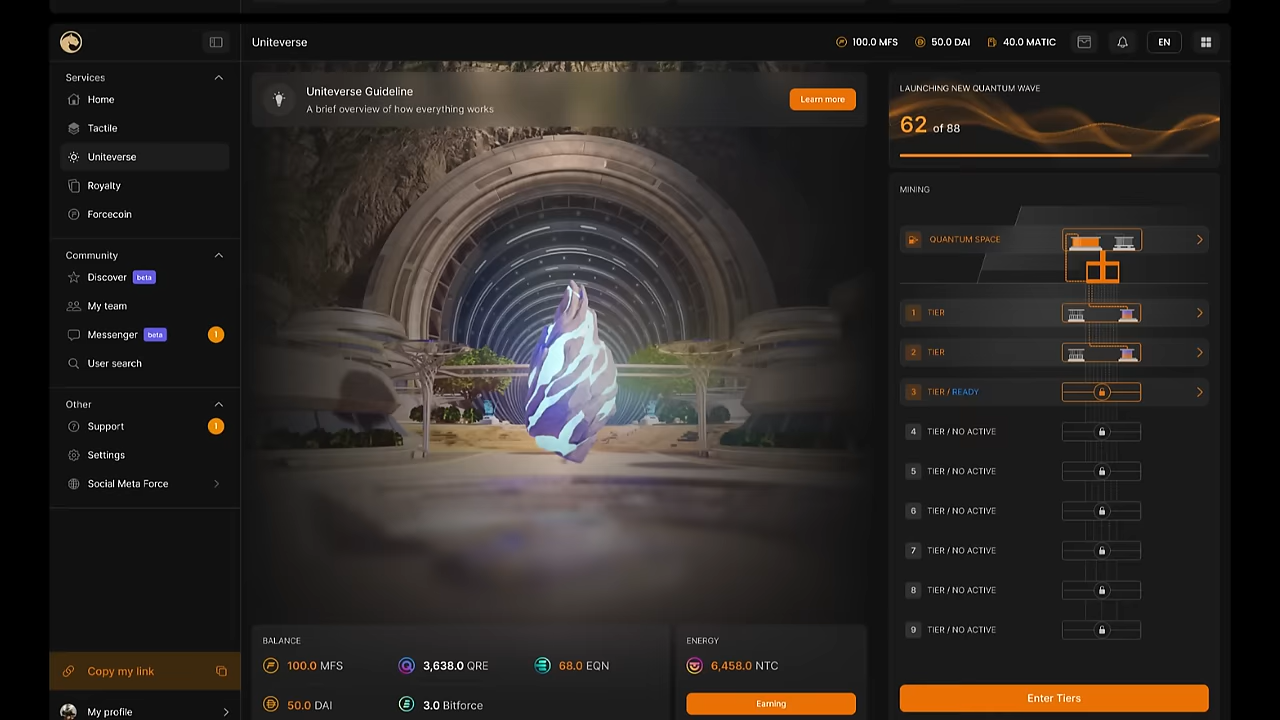 Uniteverse
100.0 MFS
50.0 DAI
40.0 MATIC
EN
Services
Home
Tactile
Uniteverse
Royalty
Forcecoin
Community
Discover beta
My team
Messenger beta 1
User search
Other
Support 1
Settings
Social Meta Force
Copy my link
My profile
Uniteverse Guideline
A brief overview of how everything works
Learn more
BALANCE
100.0 MFS
3,638.0 QRE
68.0 EQN
50.0 DAI
3.0 Bitforce
ENERGY
6,458.0 NTC
Earning
LAUNCHING NEW QUANTUM WAVE
62 of 88
MINING
QUANTUM SPACE
1 TIER
2 TIER
3 TIER / READY
4 TIER / NO ACTIVE
5 TIER / NO ACTIVE
6 TIER / NO ACTIVE
7 TIER / NO ACTIVE
8 TIER / NO ACTIVE
9 TIER / NO ACTIVE
Enter Tiers